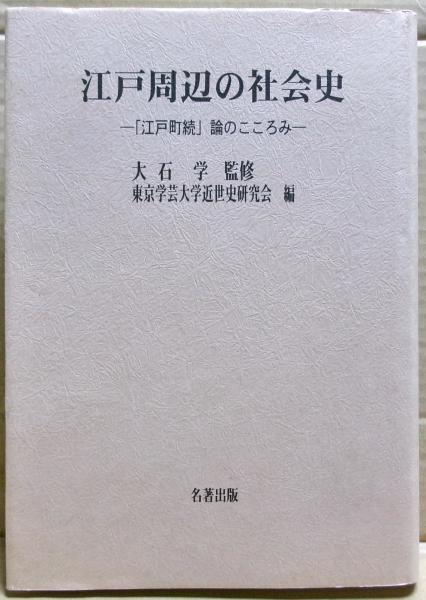 江戸周辺の社会史
―「江戸町続」論のこころみ―
大石 学 監修
東京学芸大学近世史研究会 編
名著出版